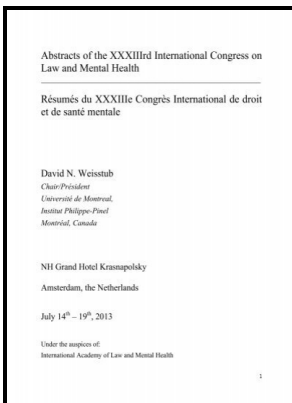 Abstracts of the XXXIIIrd International Congress on
Law and Mental Health
Résumés du XXXIIIe Congrès International de droit
et de santé mentale
David N. Weisstub
Chair/Président
Université de Montreal,
Institut Philippe-Pinel
Montréal, Canada
NH Grand Hotel Krasnapolsky
Amsterdam, the Netherlands
July 14th – 19th, 2013
Under the auspices of:
International Academy of Law and Mental Health
1